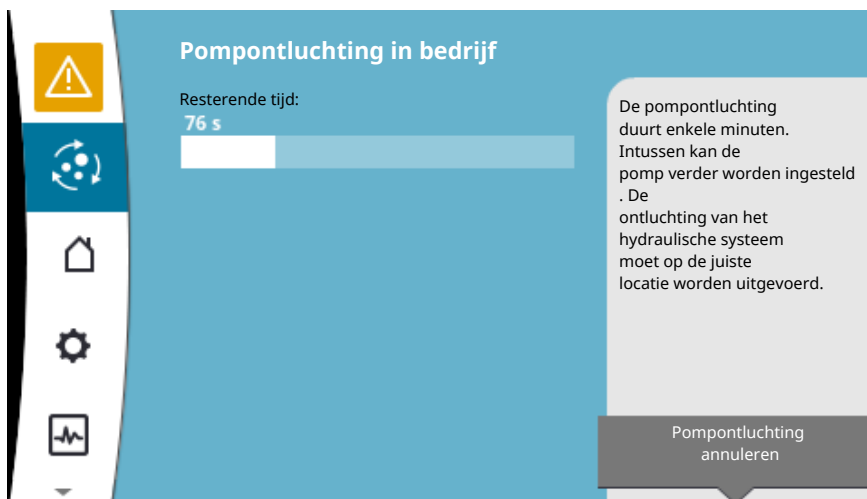 Pompontluchting in bedrijf
Resterende tijd:
76 s
De pompontluchting
duurt enkele minuten.
Intussen kan de
pomp verder worden ingesteld
. De
ontluchting van het
hydraulische systeem
moet op de juiste
locatie worden uitgevoerd.
Pompontluchting
annuleren